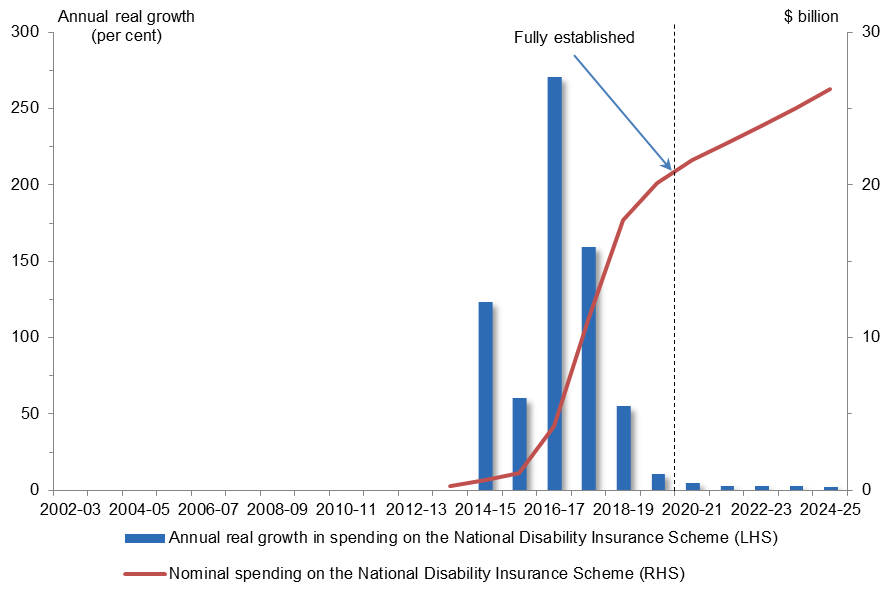 Annual real growth
(per cent)
$ billion
Fully established
300
250
200
150
100
50
0
30
20
10
0
2002-03 2004-05 2006-07 2008-09 2010-11 2012-13 2014-15 2016-17 2018-19 2020-21 2022-23 2024-25
Annual real growth in spending on the National Disability Insurance Scheme (LHS)
Nominal spending on the National Disability Insurance Scheme (RHS)